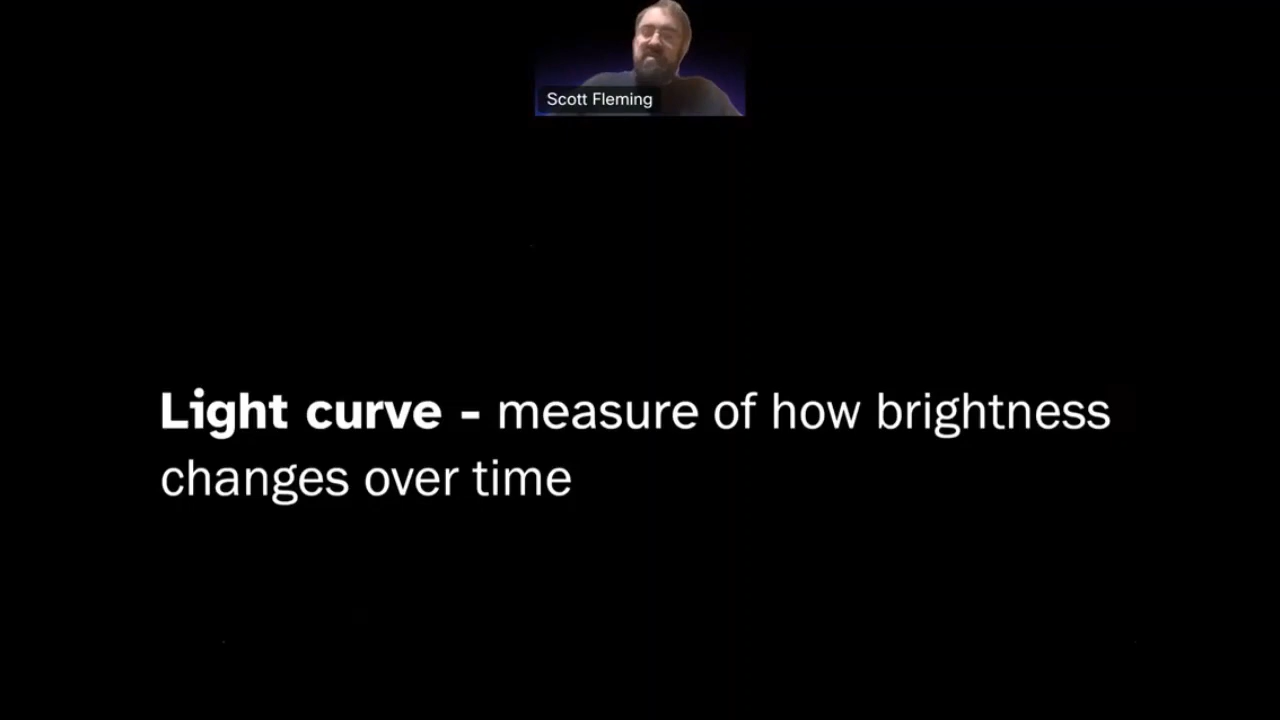 Scott Fleming
Light curve - measure of how brightness
changes over time